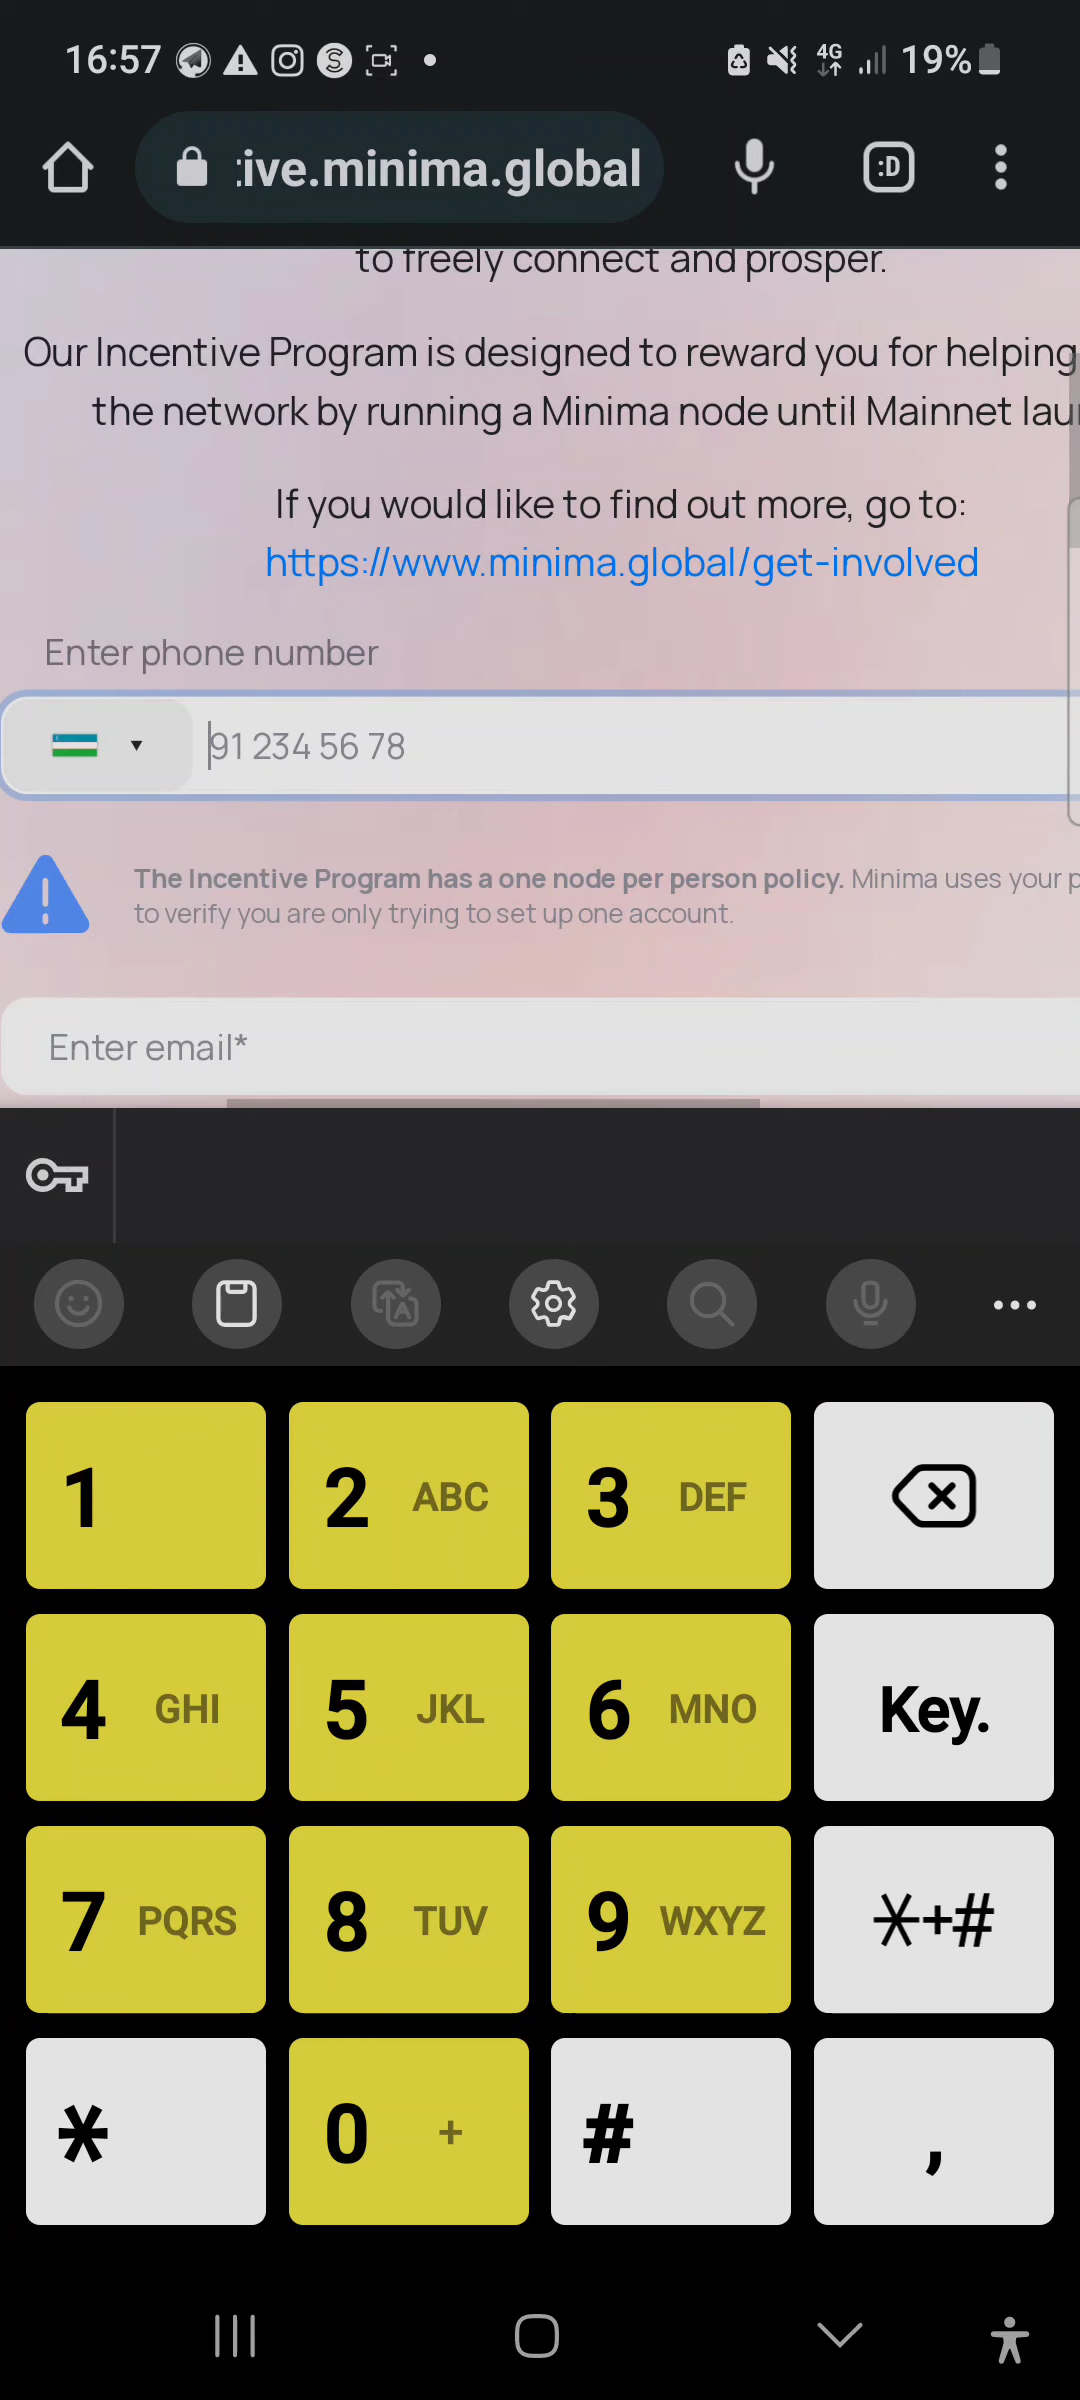 16:57
4G
19%
:ive.minima.global
:D
to freely connect and prosper.
Our Incentive Program is designed to reward you for helping
the network by running a Minima node until Mainnet lau
If you would like to find out more, go to:
https://www.minima.global/get-involved
Enter phone number
91 234 56 78
The Incentive Program has a one node per person policy. Minima uses your p
to verify you are only trying to set up one account.
Enter email*
1
2 ABC
3 DEF
4 GHI
5 JKL
6 MNO
Key.
7 PQRS
8 TUV
9 WXYZ
*+#
*
0 +
#
,